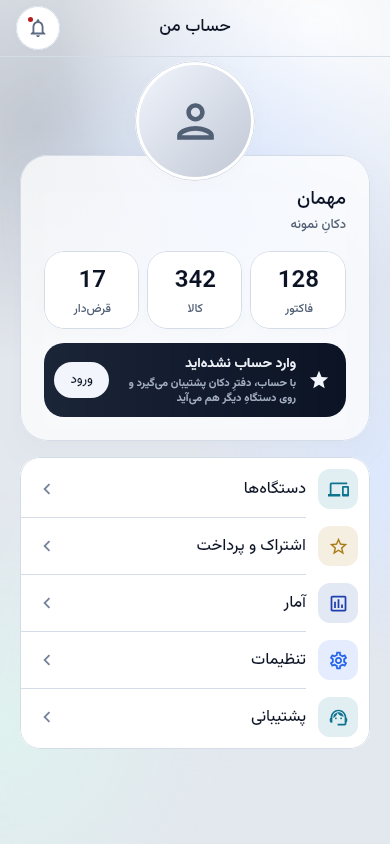 حساب من
مهمان
دکانِ نمونه
128
فاکتور
342
کالا
17
قرض‌دار
وارد حساب نشده‌اید
با حساب، دفترِ دکان پشتیبان می‌گیرد و
روی دستگاهِ دیگر هم می‌آید
ورود
دستگاه‌ها
اشتراک و پرداخت
آمار
تنظیمات
پشتیبانی